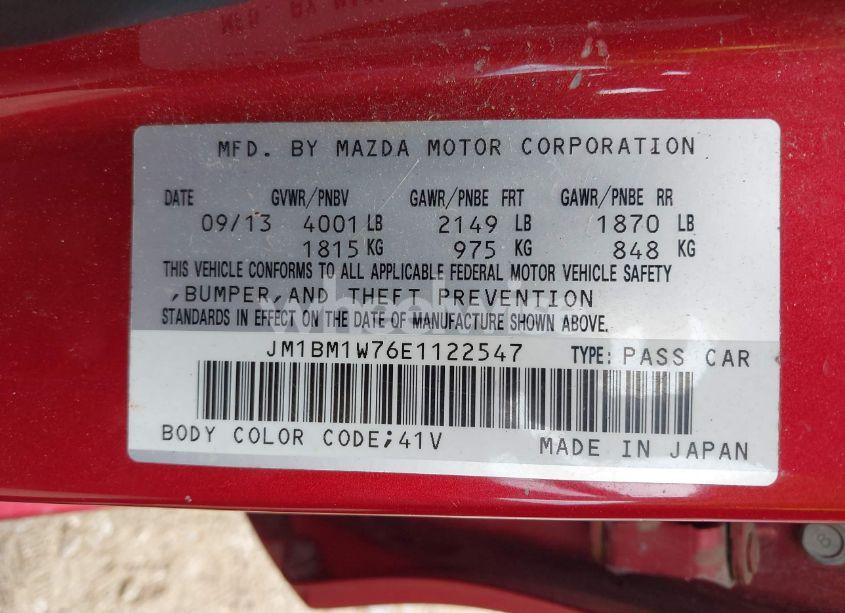 MFD. BY MAZDA MOTOR CORPORATION
DATE GVWR/PNBV GAWR/PNBE FRT GAWR/PNBE RR
09/13 4001 LB 2149 LB 1870 LB
1815 KG 975 KG 848 KG
THIS VEHICLE CONFORMS TO ALL APPLICABLE FEDERAL MOTOR VEHICLE SAFETY
,BUMPER,AND THEFT PREVENTION
STANDARDS IN EFFECT ON THE DATE OF MANUFACTURE SHOWN ABOVE.
JM1BM1W76E1122547 TYPE: PASS CAR
BODY COLOR CODE;41V MADE IN JAPAN
8